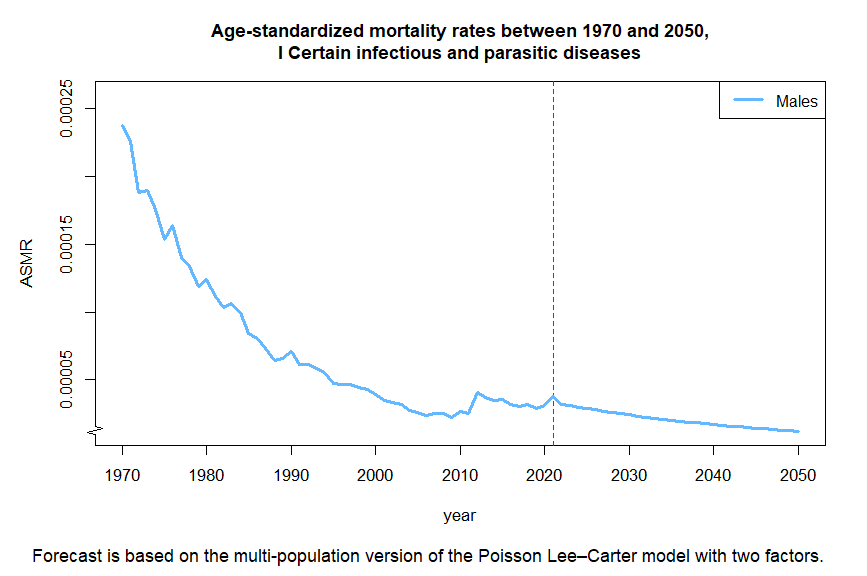 Age-standardized mortality rates between 1970 and 2050,
I Certain infectious and parasitic diseases
Males
0.00025
0.00015
0.00005
ASMR
1970 1980 1990 2000 2010 2020 2030 2040 2050
year
Forecast is based on the multi-population version of the Poisson Lee–Carter model with two factors.